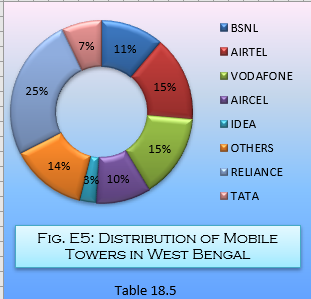 7%
11%
15%
15%
10%
3%
14%
25%
BSNL
AIRTEL
VODAFONE
AIRCEL
IDEA
OTHERS
RELIANCE
TATA
Fig. E5: Distribution of Mobile
Towers in West Bengal
Table 18.5